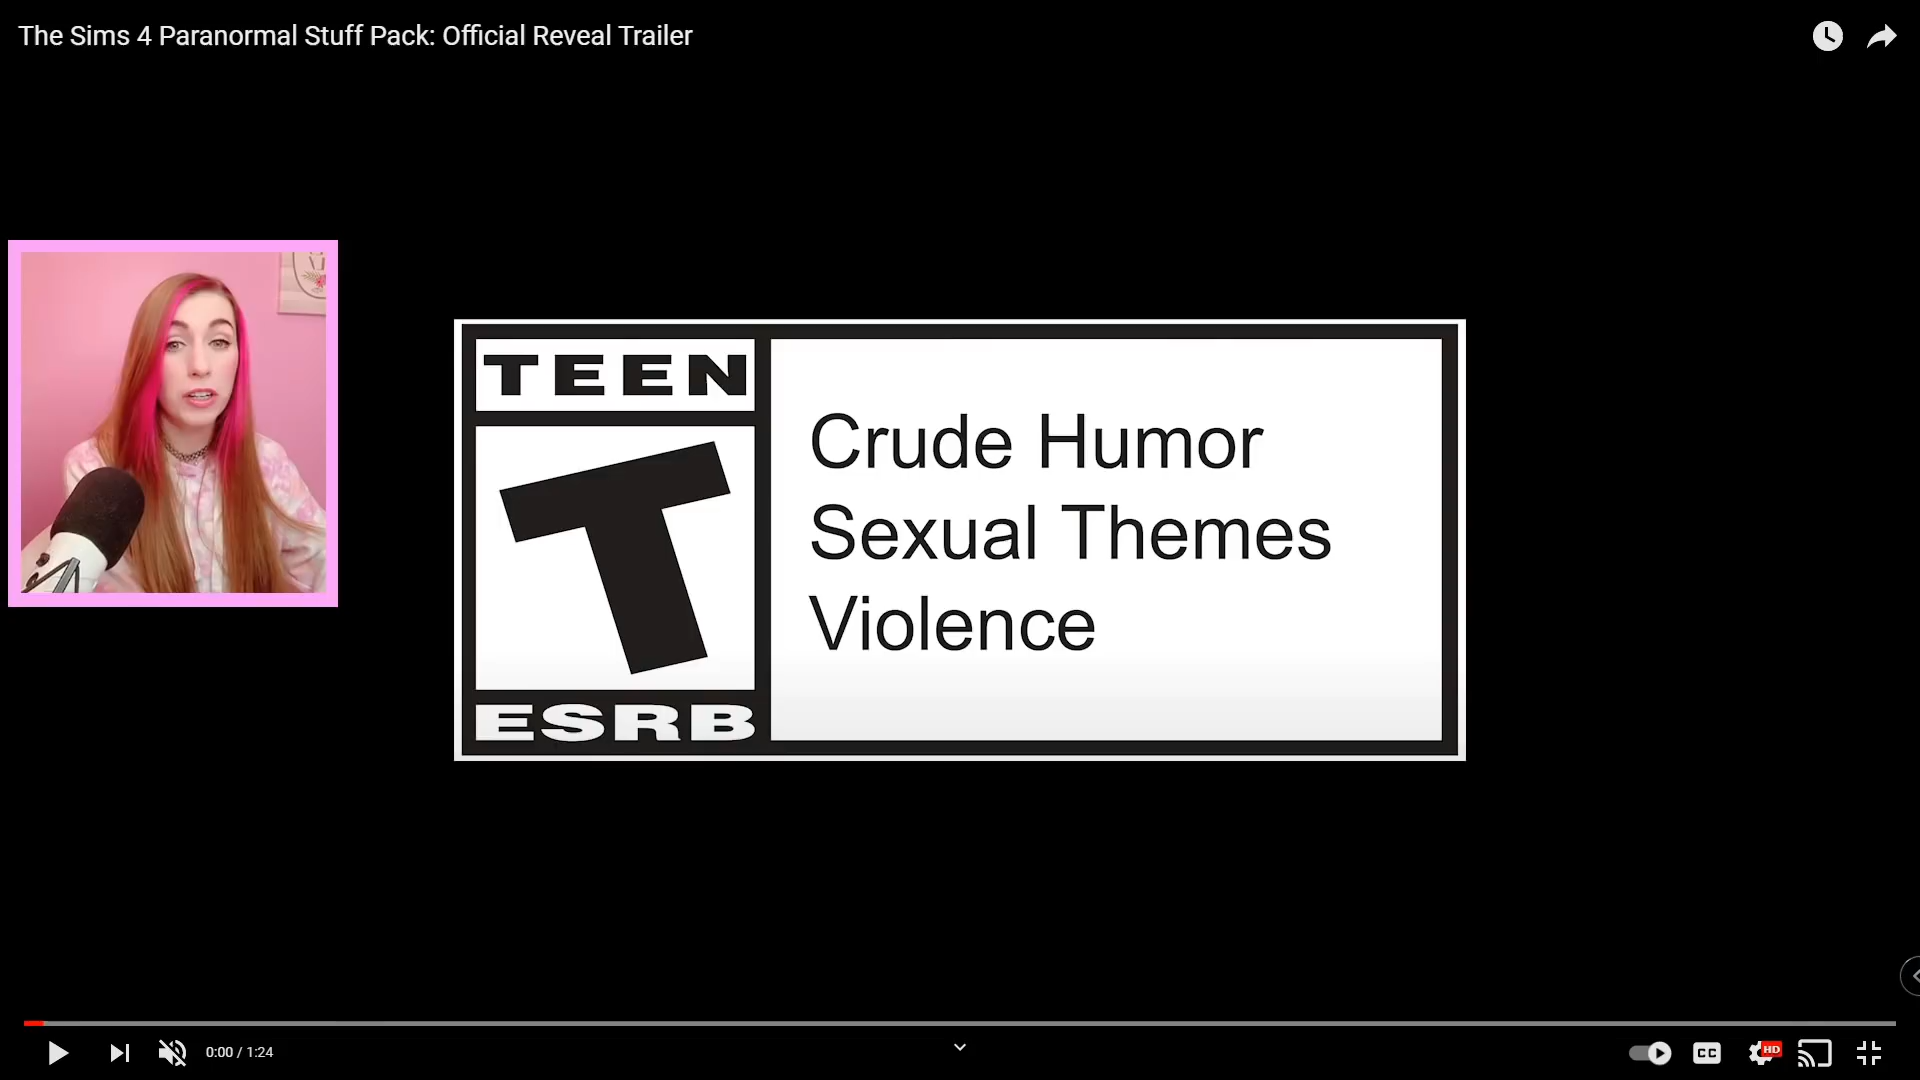 The Sims 4 Paranormal Stuff Pack: Official Reveal Trailer
TEEN
T
ESRB
Crude Humor
Sexual Themes
Violence
0:00 / 1:24
CC
HD